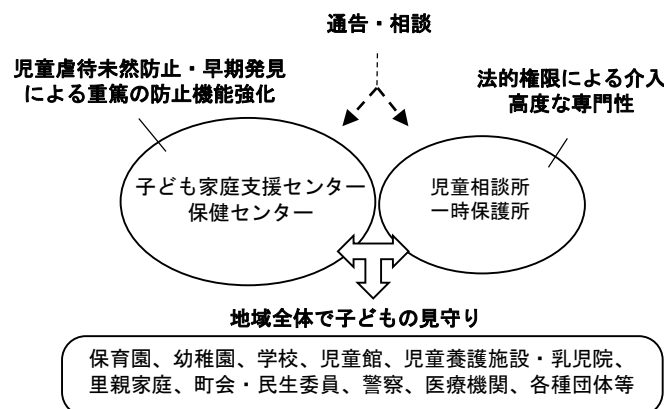 通告・相談
児童虐待未然防止・早期発見
による重篤の防止機能強化
法的権限による介入
高度な専門性
子ども家庭支援センター
保健センター
児童相談所
一時保護所
地域全体で子どもの見守り
保育園、幼稚園、学校、児童館、児童養護施設・乳児院、
里親家庭、町会・民生委員、警察、医療機関、各種団体等